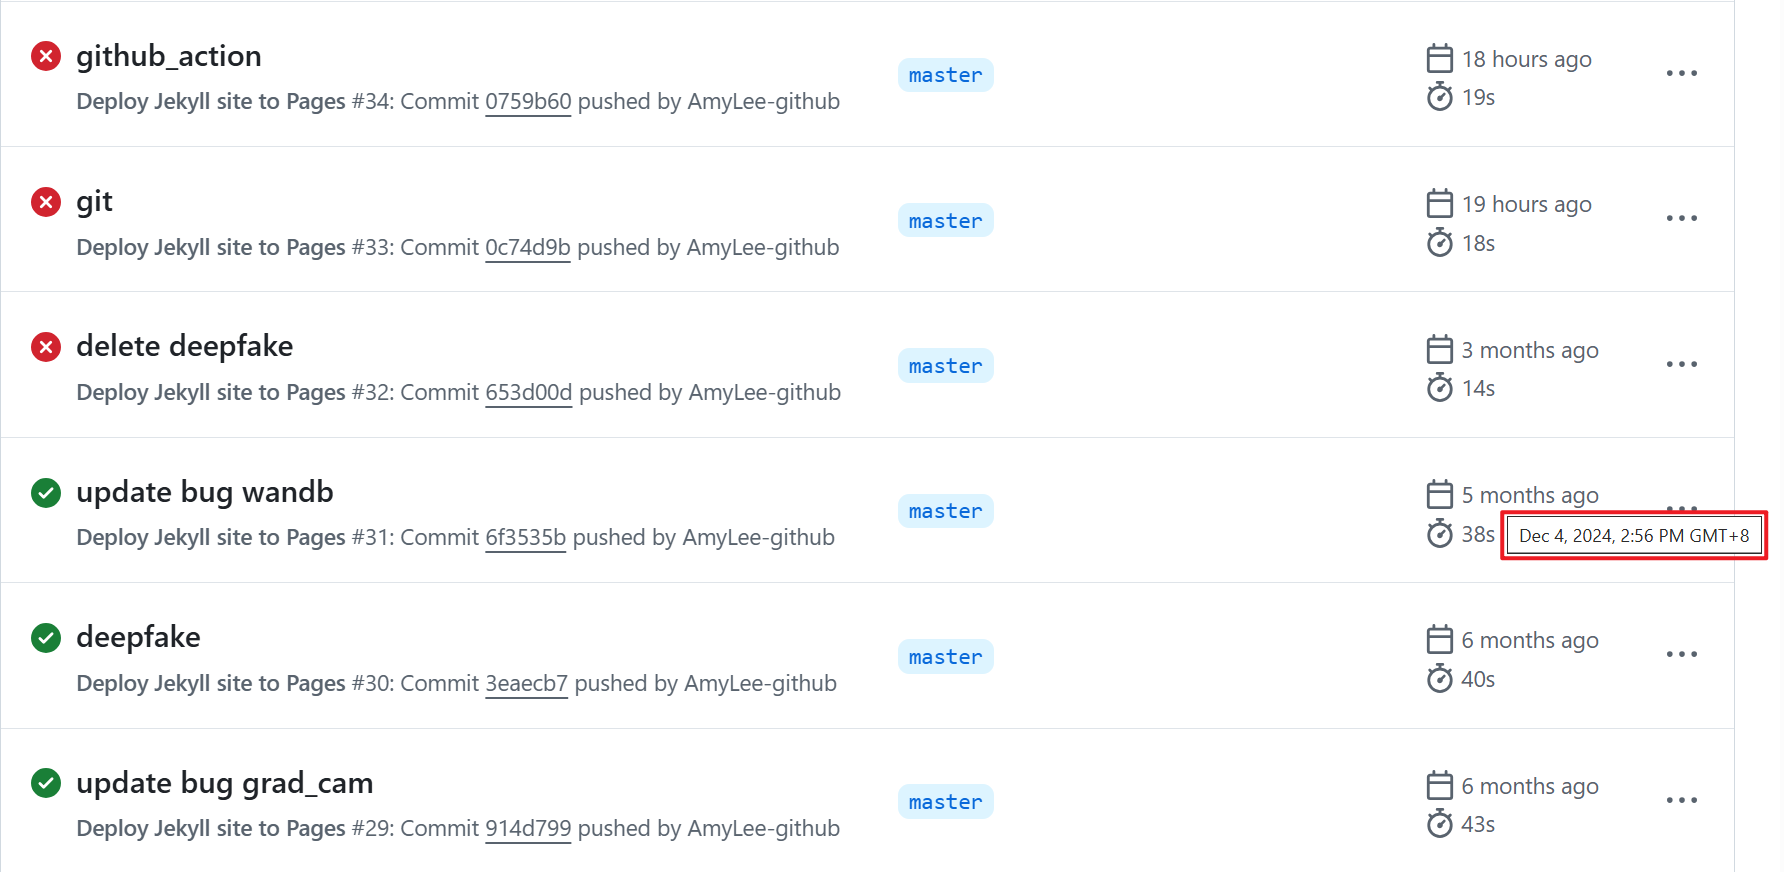 github_action
Deploy Jekyll site to Pages #34: Commit 0759b60 pushed by AmyLee-github
master
18 hours ago
19s
git
Deploy Jekyll site to Pages #33: Commit 0c74d9b pushed by AmyLee-github
master
19 hours ago
18s
delete deepfake
Deploy Jekyll site to Pages #32: Commit 653d00d pushed by AmyLee-github
master
3 months ago
14s
update bug wandb
Deploy Jekyll site to Pages #31: Commit 6f3535b pushed by AmyLee-github
master
5 months ago
38s
Dec 4, 2024, 2:56 PM GMT+8
deepfake
Deploy Jekyll site to Pages #30: Commit 3eaecb7 pushed by AmyLee-github
master
6 months ago
40s
update bug grad_cam
Deploy Jekyll site to Pages #29: Commit 914d799 pushed by AmyLee-github
master
6 months ago
43s